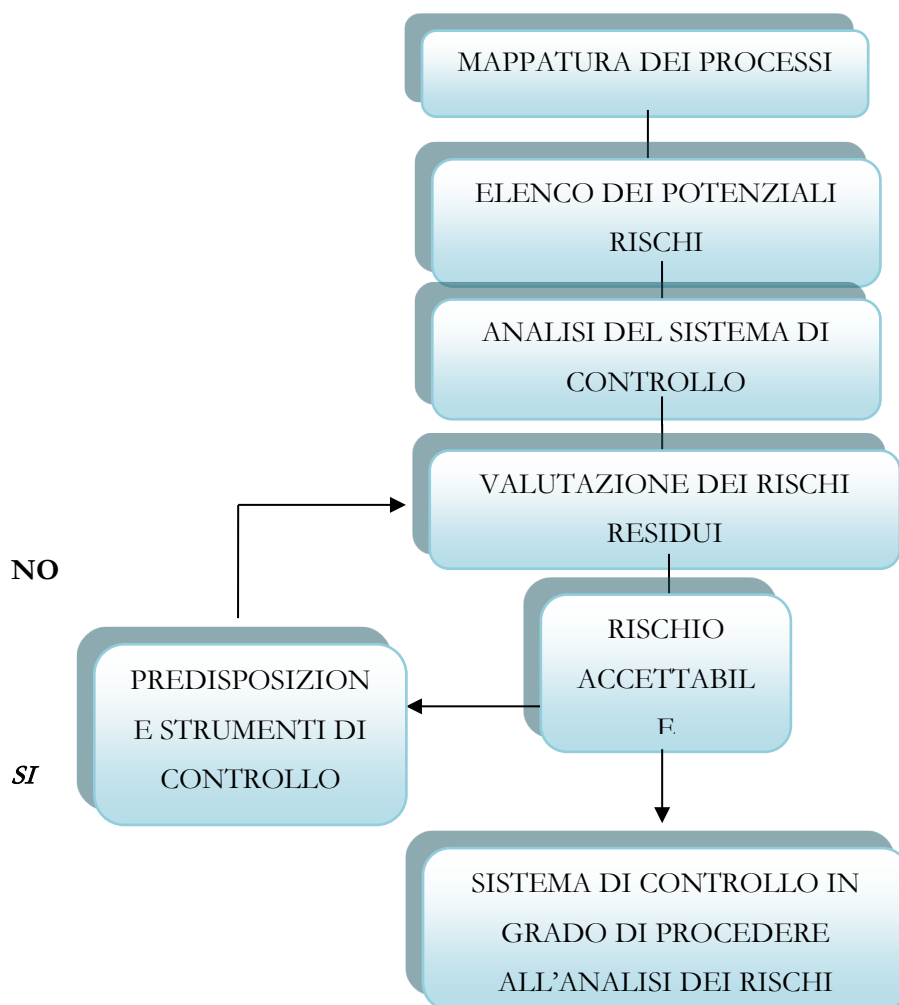 MAPPATURA DEI PROCESSI
ELENCO DEI POTENZIALI
RISCHI
ANALISI DEL SISTEMA DI
CONTROLLO
VALUTAZIONE DEI RISCHI
RESIDUI
NO
RISCHIO
ACCETTABIL
E
PREDISPOSIZION
E STRUMENTI DI
CONTROLLO
SI
SISTEMA DI CONTROLLO IN
GRADO DI PROCEDERE
ALL’ANALISI DEI RISCHI